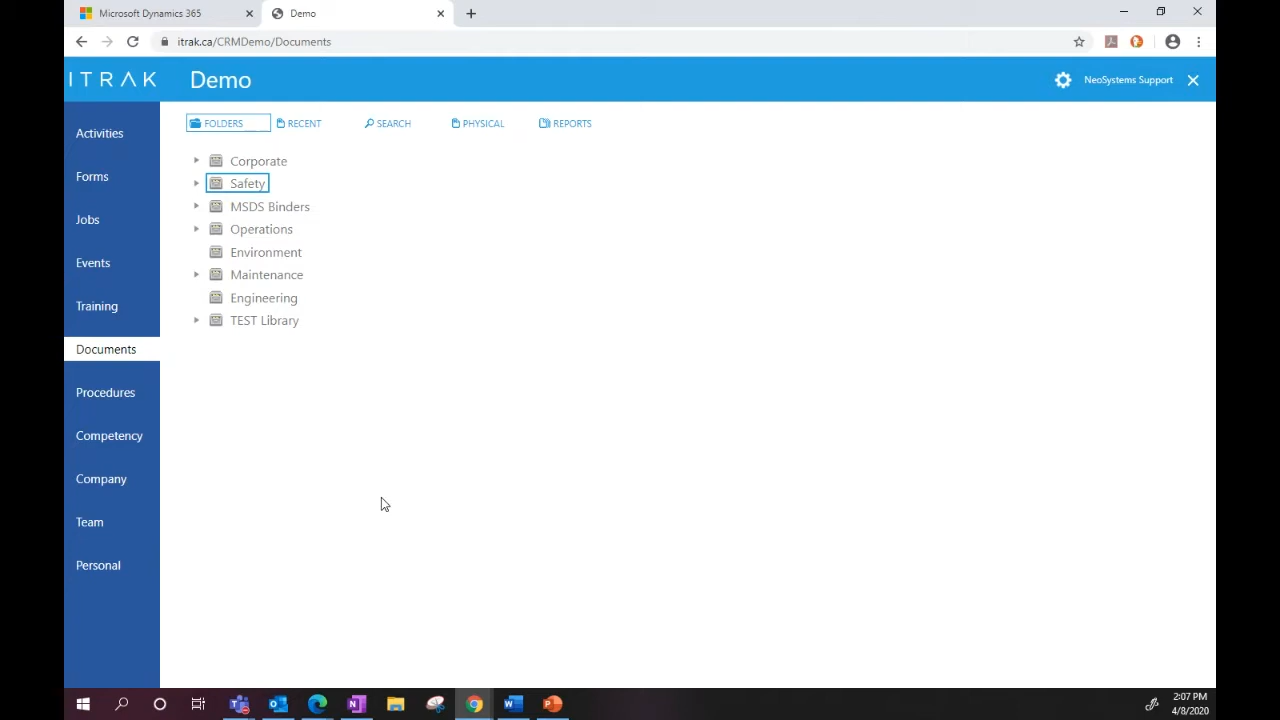 Microsoft Dynamics 365
Demo
itrak.ca/CRMDemo/Documents
ITRAK
Demo
NeoSystems Support
FOLDERS
RECENT
SEARCH
PHYSICAL
REPORTS
Activities
Forms
Jobs
Events
Training
Documents
Procedures
Competency
Company
Team
Personal
Corporate
Safety
MSDS Binders
Operations
Environment
Maintenance
Engineering
TEST Library
2:07 PM
4/8/2020